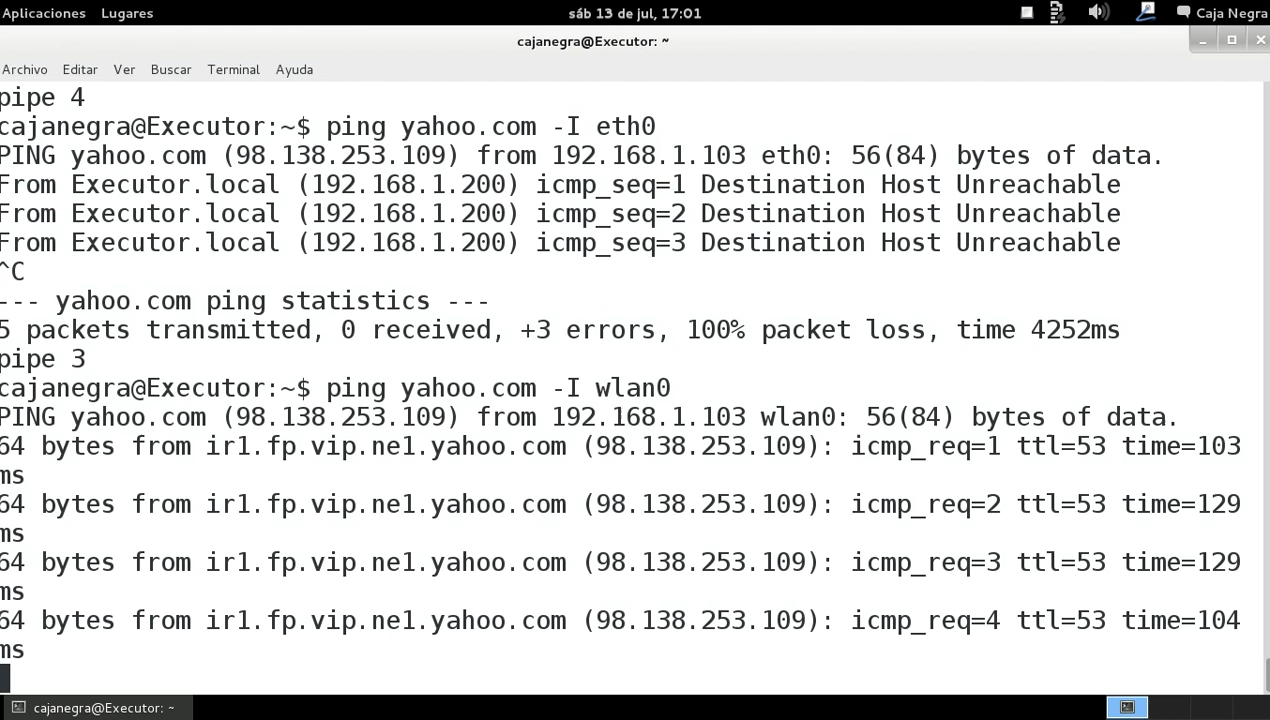 Aplicaciones Lugares sáb 13 de jul, 17:01 Caja Negra
cajanegra@Executor: ~
Archivo Editar Ver Buscar Terminal Ayuda
pipe 4
cajanegra@Executor:~$ ping yahoo.com -I eth0
PING yahoo.com (98.138.253.109) from 192.168.1.103 eth0: 56(84) bytes of data.
From Executor.local (192.168.1.200) icmp_seq=1 Destination Host Unreachable
From Executor.local (192.168.1.200) icmp_seq=2 Destination Host Unreachable
From Executor.local (192.168.1.200) icmp_seq=3 Destination Host Unreachable
^C
--- yahoo.com ping statistics ---
5 packets transmitted, 0 received, +3 errors, 100% packet loss, time 4252ms
pipe 3
cajanegra@Executor:~$ ping yahoo.com -I wlan0
PING yahoo.com (98.138.253.109) from 192.168.1.103 wlan0: 56(84) bytes of data.
64 bytes from ir1.fp.vip.ne1.yahoo.com (98.138.253.109): icmp_req=1 ttl=53 time=103
ms
64 bytes from ir1.fp.vip.ne1.yahoo.com (98.138.253.109): icmp_req=2 ttl=53 time=129
ms
64 bytes from ir1.fp.vip.ne1.yahoo.com (98.138.253.109): icmp_req=3 ttl=53 time=129
ms
64 bytes from ir1.fp.vip.ne1.yahoo.com (98.138.253.109): icmp_req=4 ttl=53 time=104
ms
cajanegra@Executor: ~